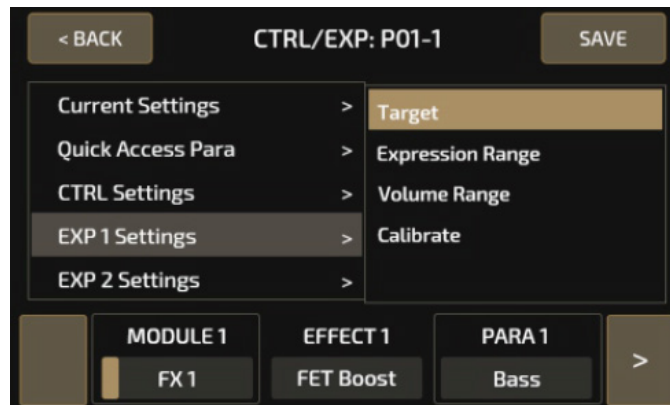 < BACK
CTRL/EXP: P01-1
SAVE
Current Settings >
Quick Access Para >
CTRL Settings >
EXP 1 Settings >
EXP 2 Settings >
Target
Expression Range
Volume Range
Calibrate
MODULE 1
EFFECT 1
PARA 1
FX 1
FET Boost
Bass
>